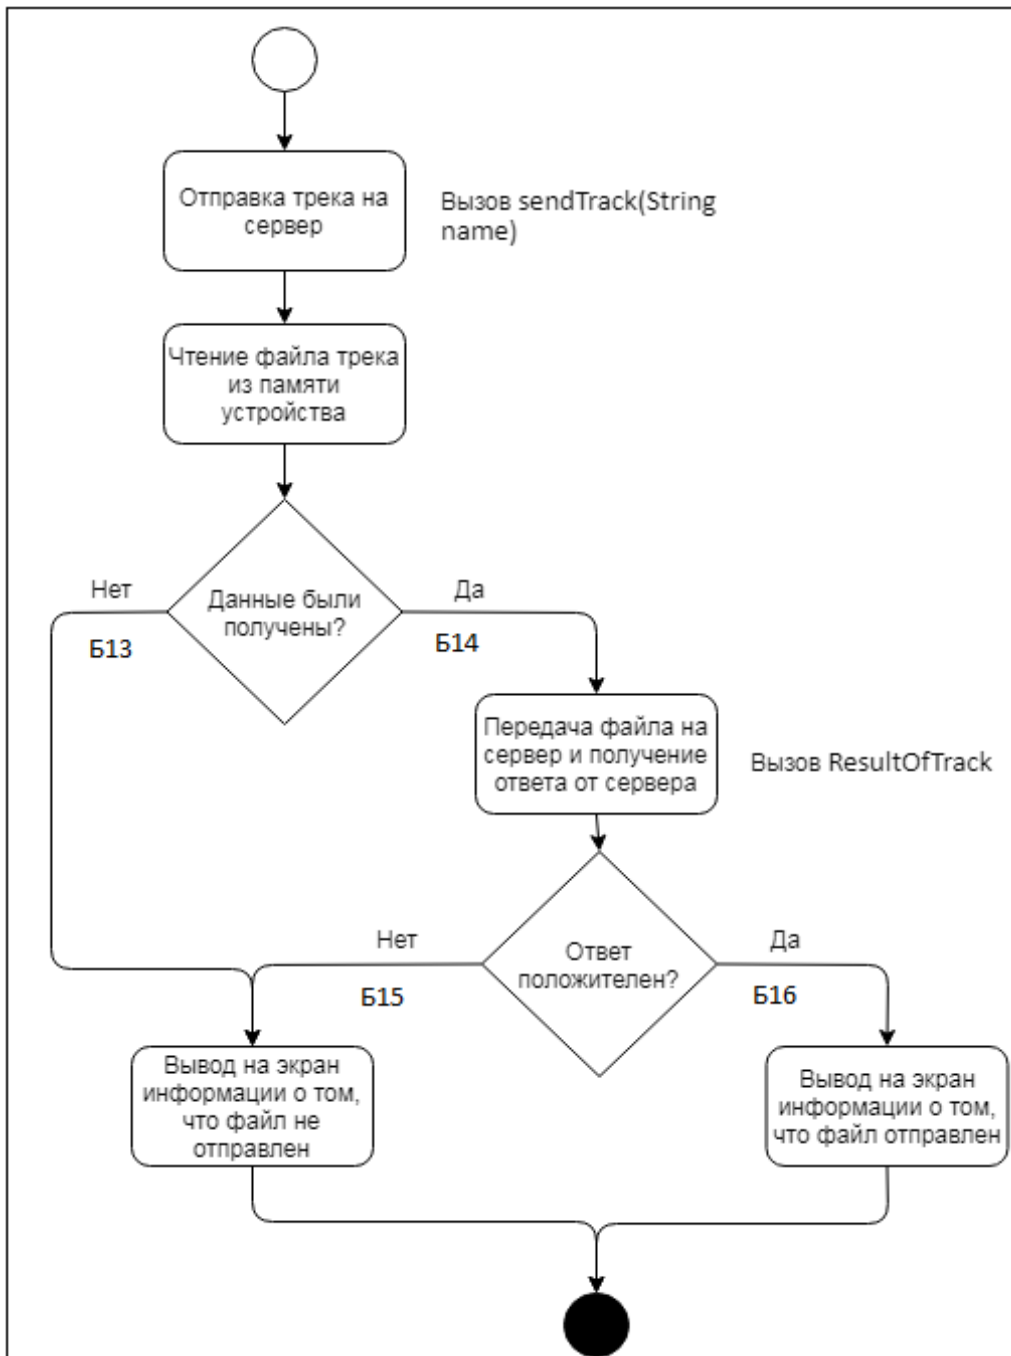 Отправка трека на
сервер
Вызов sendTrack(String
name)
Чтение файла трека
из памяти
устройства
Нет
Данные были
получены?
Да
Б13
Б14
Передача файла на
сервер и получение
ответа от сервера
Вызов ResultOfTrack
Нет
Ответ
положителен?
Да
Б15
Б16
Вывод на экран
информации о том,
что файл не
отправлен
Вывод на экран
информации о том,
что файл отправлен